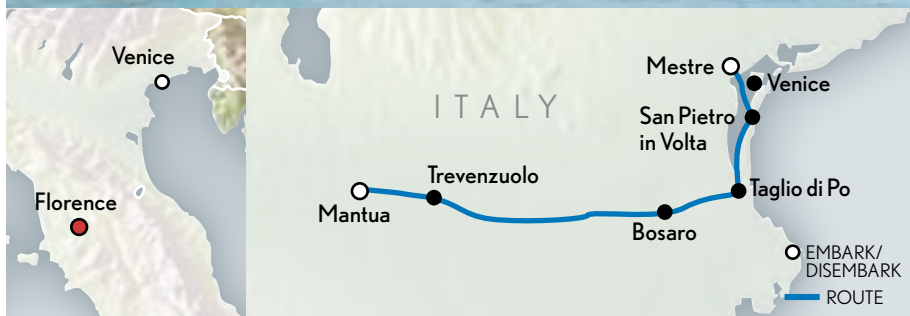 Venice
Florence
ITALY
Mestre
Venice
San Pietro
in Volta
Trevenzuolo
Mantua
Taglio di Po
Bosaro
EMBARK/
DISEMBARK
ROUTE